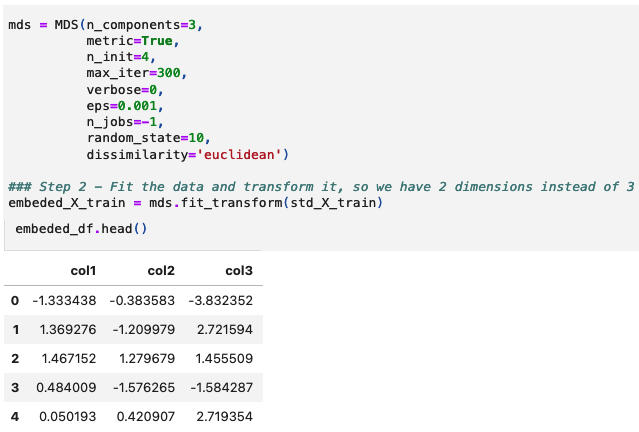 mds = MDS(n_components=3,
metric=True,
n_init=4,
max_iter=300,
verbose=0,
eps=0.001,
n_jobs=-1,
random_state=10,
dissimilarity='euclidean')
### Step 2 - Fit the data and transform it, so we have 2 dimensions instead of 3
embeded_X_train = mds.fit_transform(std_X_train)
embeded_df.head()
col1 col2 col3
0 -1.333438 -0.383583 -3.832352
1 1.369276 -1.209979 2.721594
2 1.467152 1.279679 1.455509
3 0.484009 -1.576265 -1.584287
4 0.050193 0.420907 2.719354